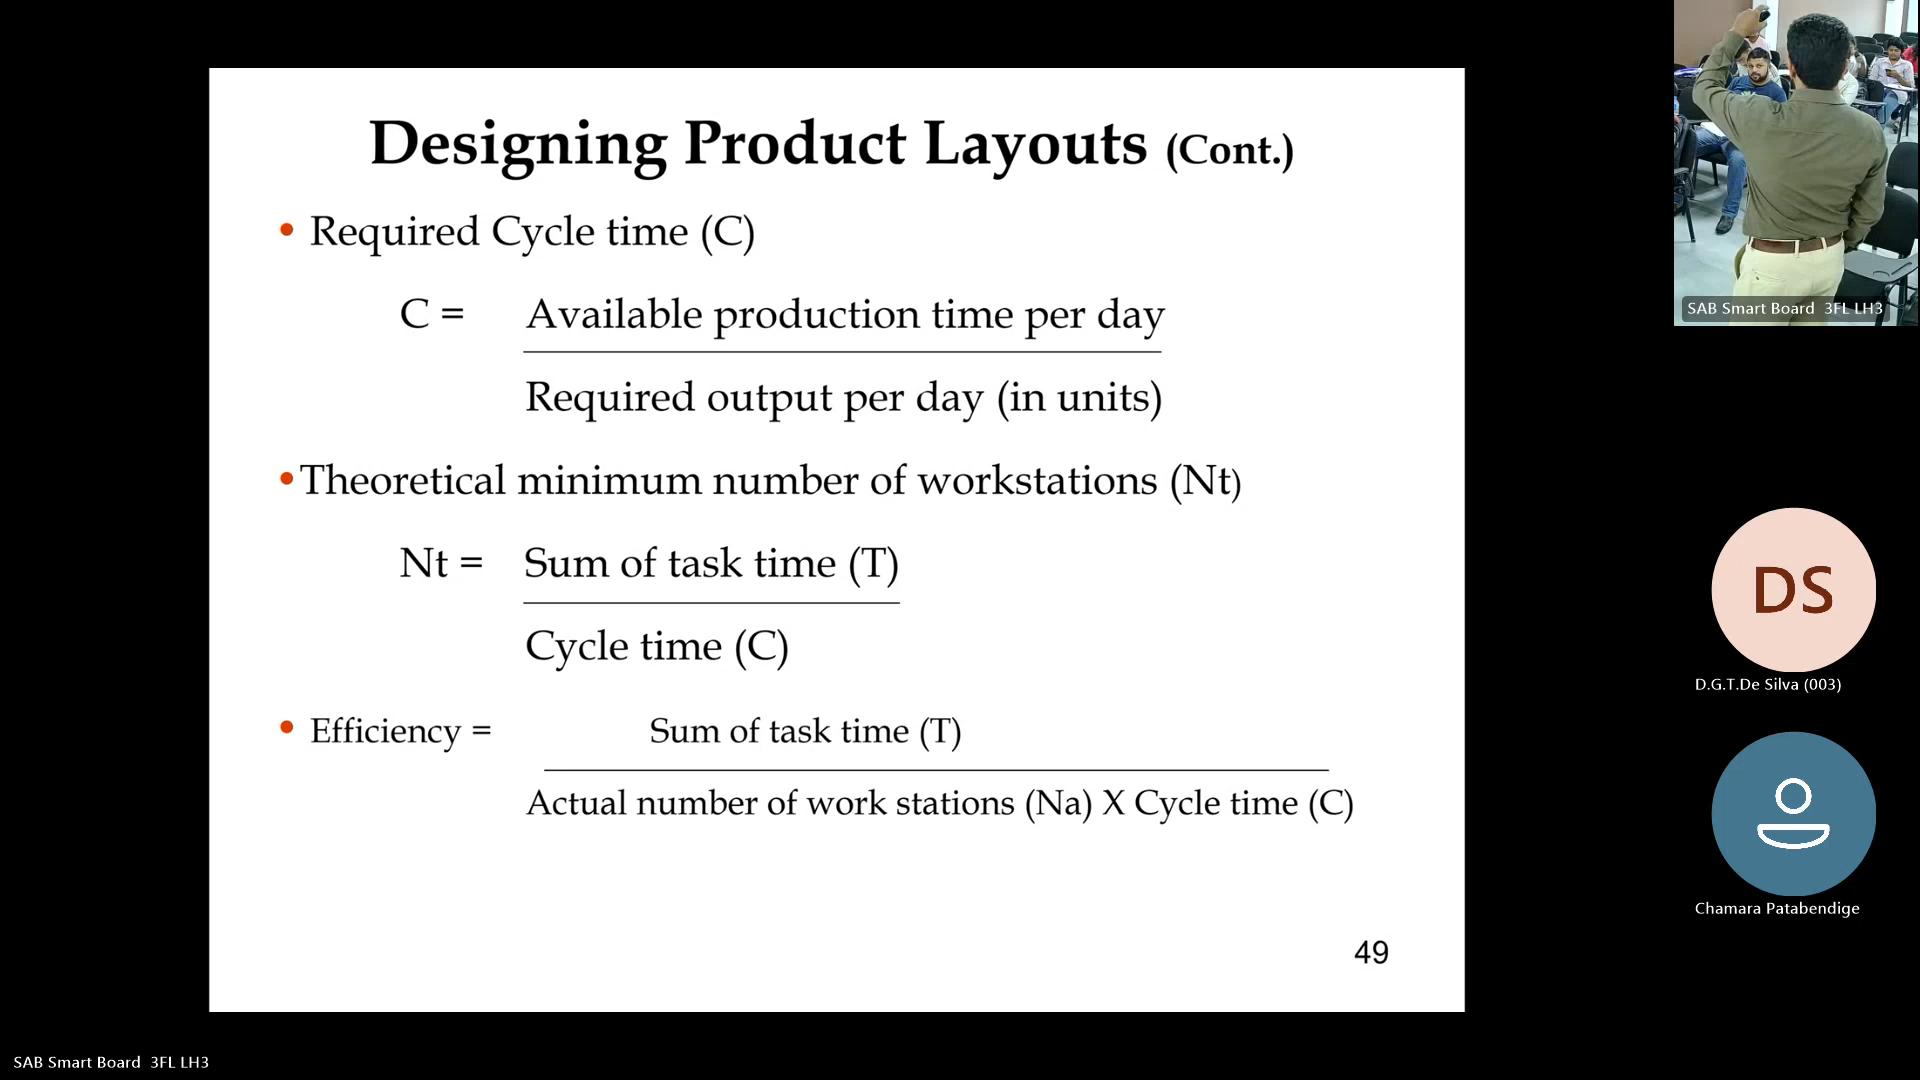 Designing Product Layouts (Cont.)
• Required Cycle time (C)
C = Available production time per day
Required output per day (in units)
•Theoretical minimum number of workstations (Nt)
Nt = Sum of task time (T)
Cycle time (C)
• Efficiency = Sum of task time (T)
Actual number of work stations (Na) X Cycle time (C)
49
SAB Smart Board 3FL LH3
DS
D.G.T.De Silva (003)
Chamara Patabendige
SAB Smart Board 3FL LH3